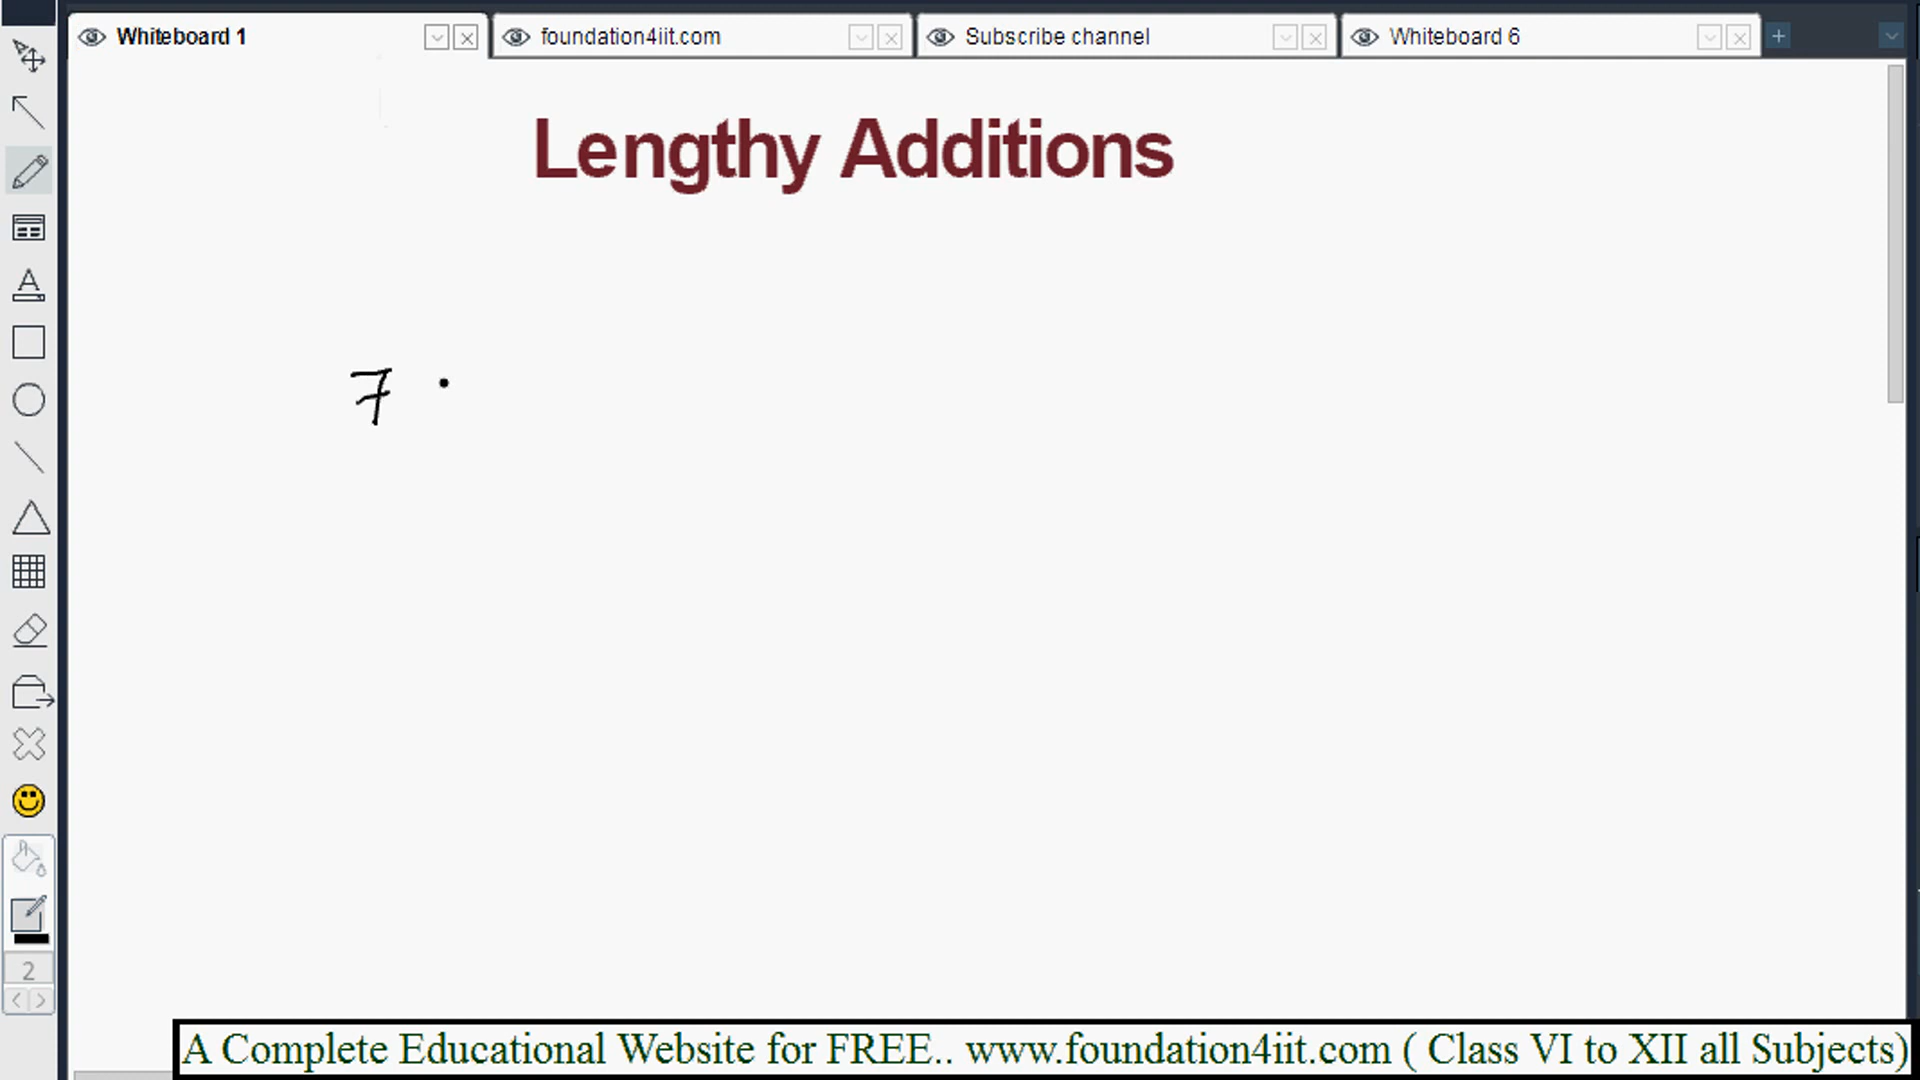 Whiteboard 1 foundation4iit.com Subscribe channel Whiteboard 6
Lengthy Additions
7 .
2
A Complete Educational Website for FREE.. www.foundation4iit.com ( Class VI to XII all Subjects)